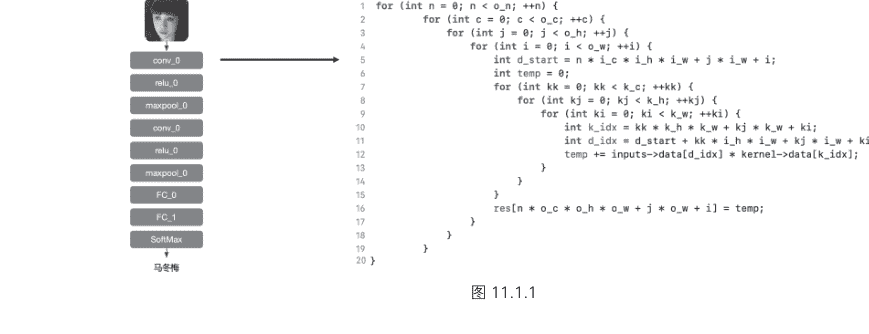 conv_0
relu_0
maxpool_0
conv_0
relu_0
maxpool_0
FC_0
FC_1
SoftMax
马冬梅
1 for (int n = 0; n < o_n; ++n) {
2 for (int c = 0; c < o_c; ++c) {
3 for (int j = 0; j < o_h; ++j) {
4 for (int i = 0; i < o_w; ++i) {
5 int d_start = n * i_c * i_h * i_w + j * i_w + i;
6 int temp = 0;
7 for (int kk = 0; kk < k_c; ++kk) {
8 for (int kj = 0; kj < k_h; ++kj) {
9 for (int ki = 0; ki < k_w; ++ki) {
10 int k_idx = kk * k_h * k_w + kj * k_w + ki;
11 int d_idx = d_start + kk * i_h * i_w + kj * i_w + ki
12 temp += inputs->data[d_idx] * kernel->data[k_idx];
13 }
14 }
15 }
16 res[n * o_c * o_h * o_w + j * o_w + i] = temp;
17 }
18 }
19 }
20 }
图 11.1.1